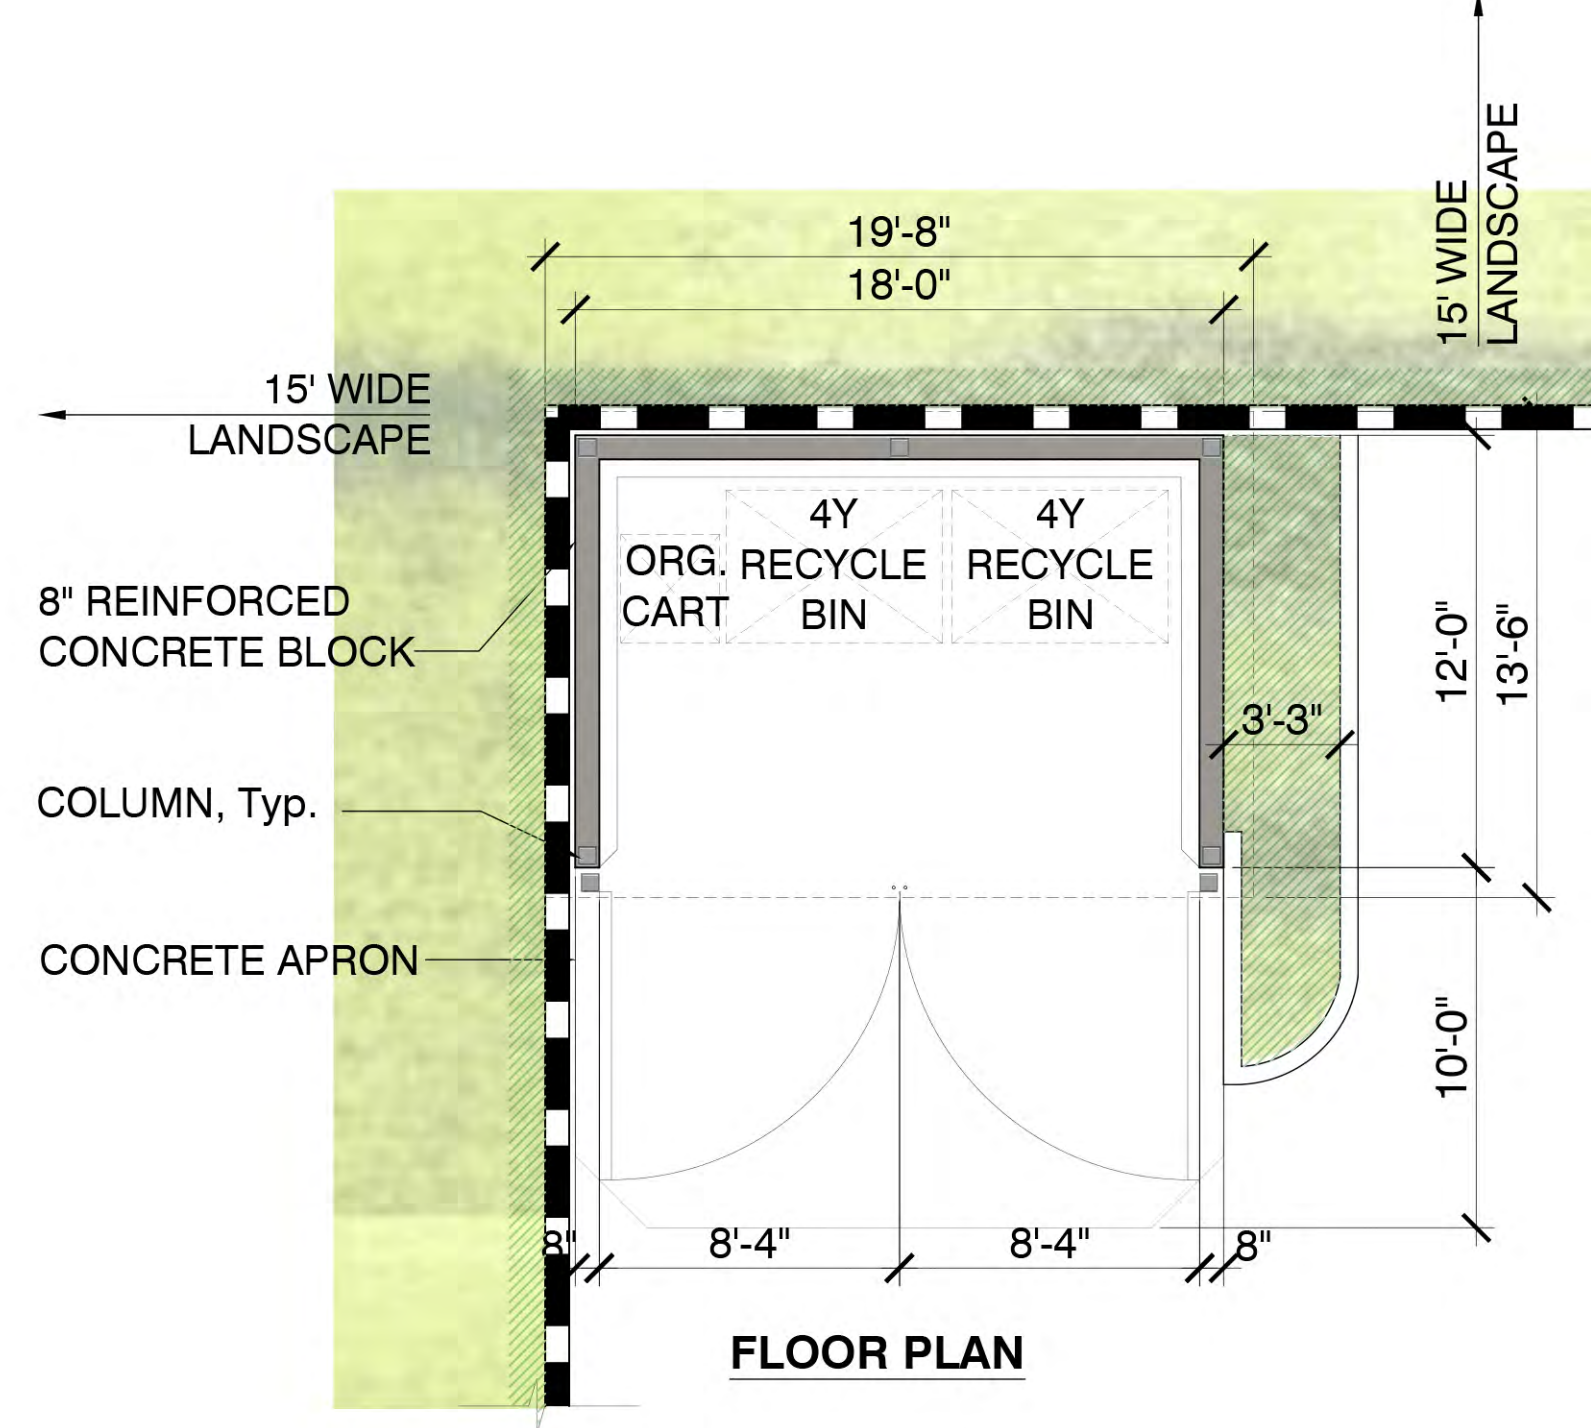 15' WIDE
LANDSCAPE
19'-8"
18'-0"
15' WIDE
LANDSCAPE
4Y
RECYCLE
BIN
4Y
RECYCLE
BIN
ORG.
CART
8" REINFORCED
CONCRETE BLOCK
12'-0"
13'-6"
3'-3"
COLUMN, Typ.
CONCRETE APRON
10'-0"
8"
8'-4"
8'-4"
8"
FLOOR PLAN